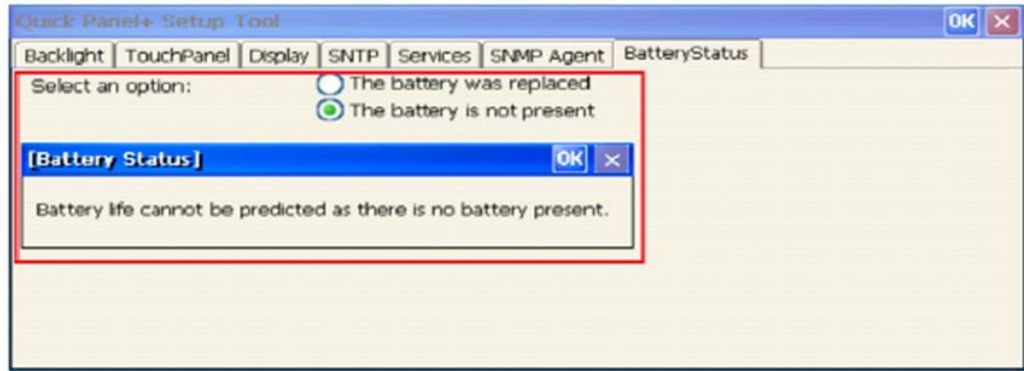 Quick Panel+ Setup Tool OK
Backlight TouchPanel Display SNTP Services SNMP Agent BatteryStatus
Select an option: The battery was replaced
The battery is not present
[Battery Status] OK
Battery life cannot be predicted as there is no battery present.